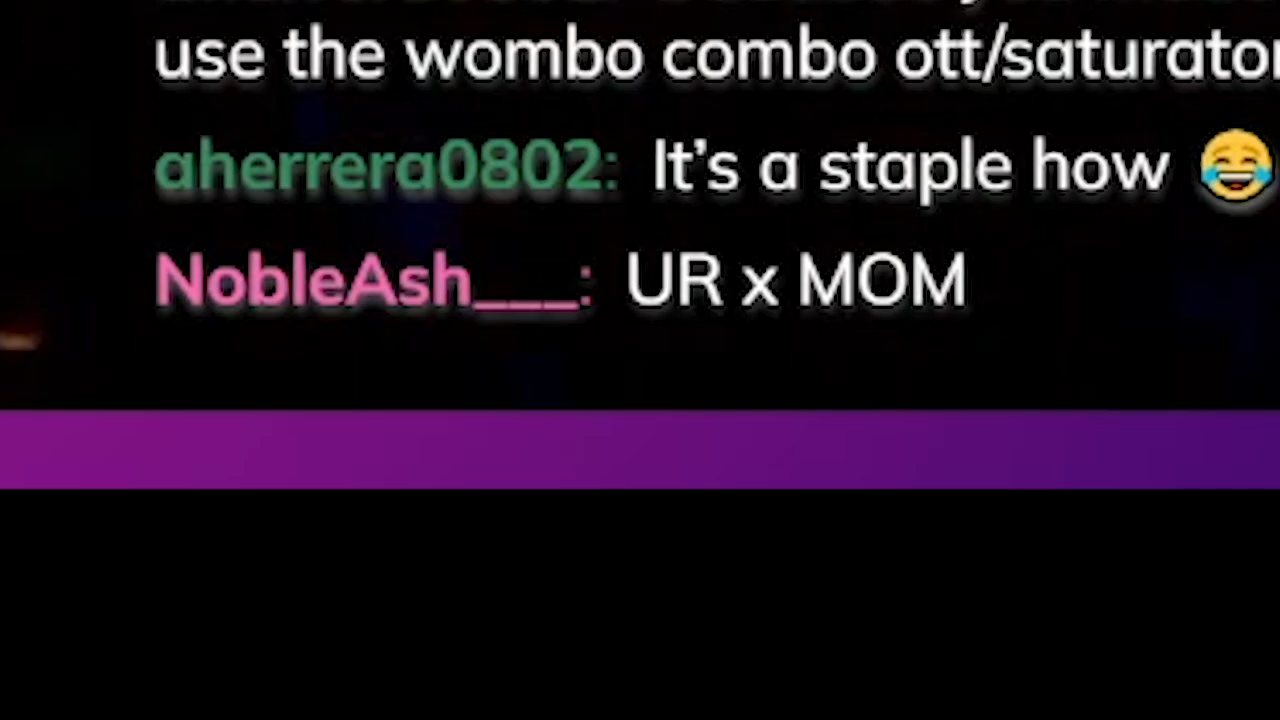 use the wombo combo ott/saturator
aherrera0802: It's a staple how 😂
NobleAsh___: UR x MOM